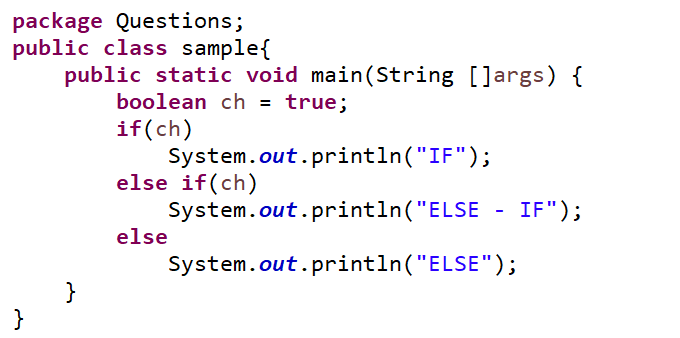 package Questions;
public class sample{
    public static void main(String []args) {
        boolean ch = true;
        if(ch)
            System.out.println("IF");
        else if(ch)
            System.out.println("ELSE - IF");
        else
            System.out.println("ELSE");
    }
}